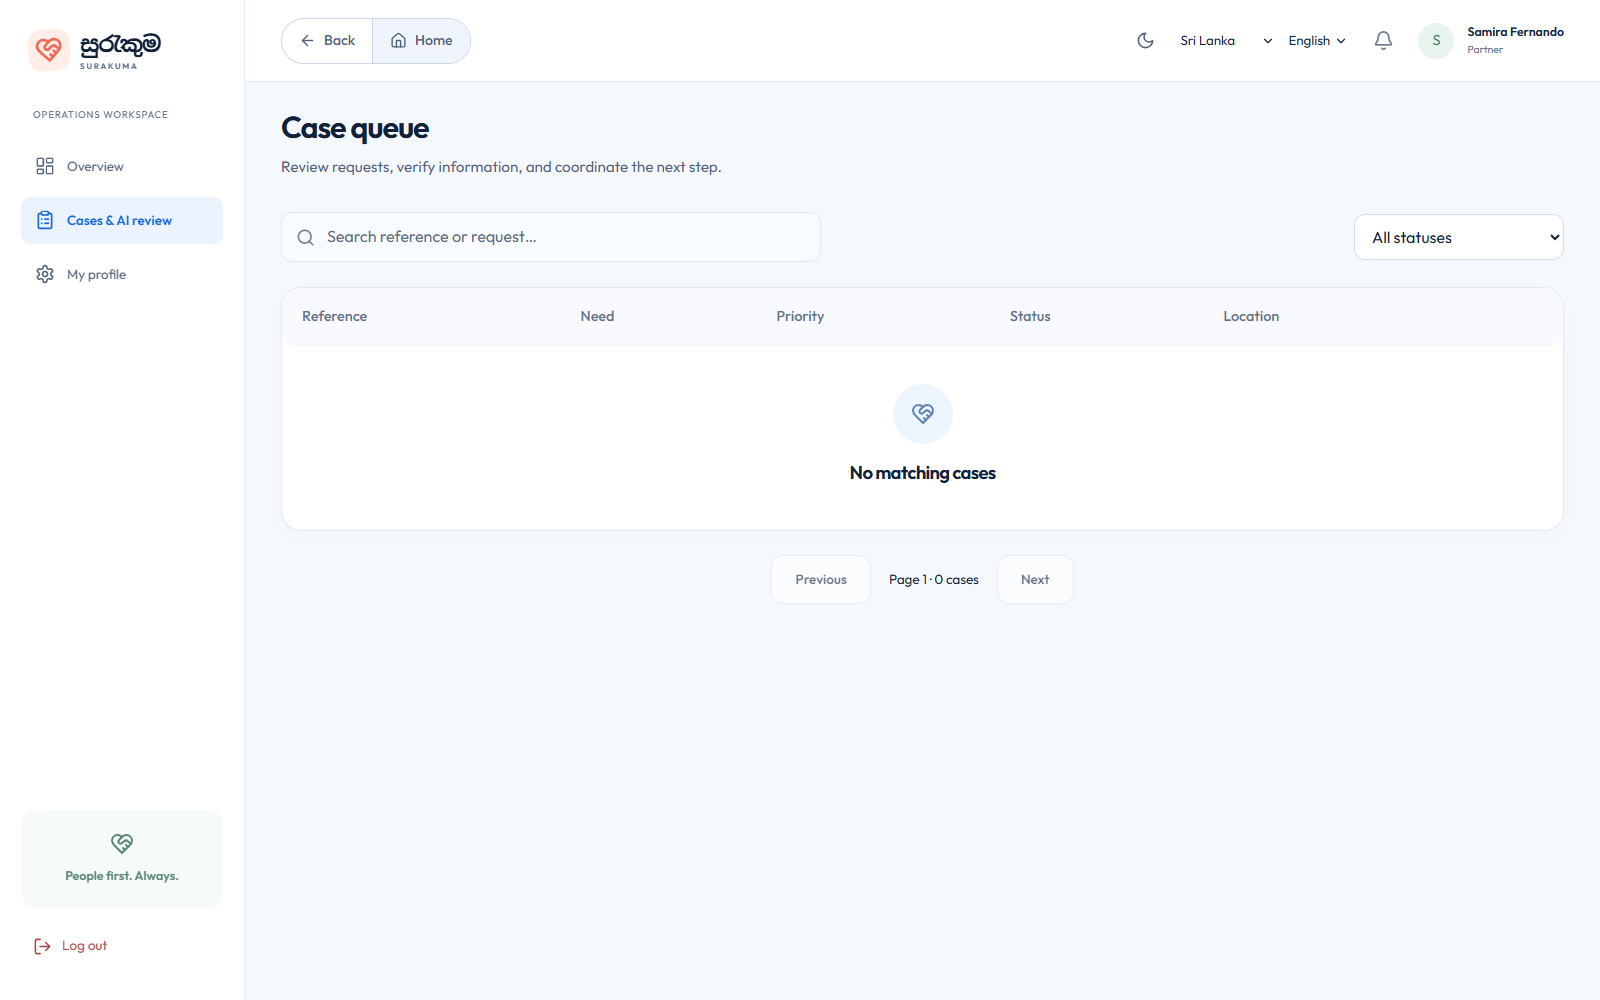 සුරැකුම
SURAKUMA
OPERATIONS WORKSPACE
Overview
Cases & AI review
My profile
People first. Always.
Log out
Back
Home
Sri Lanka
English
S
Samira Fernando
Partner
Case queue
Review requests, verify information, and coordinate the next step.
Search reference or request...
All statuses
Reference Need Priority Status Location
No matching cases
Previous
Page 1 · 0 cases
Next